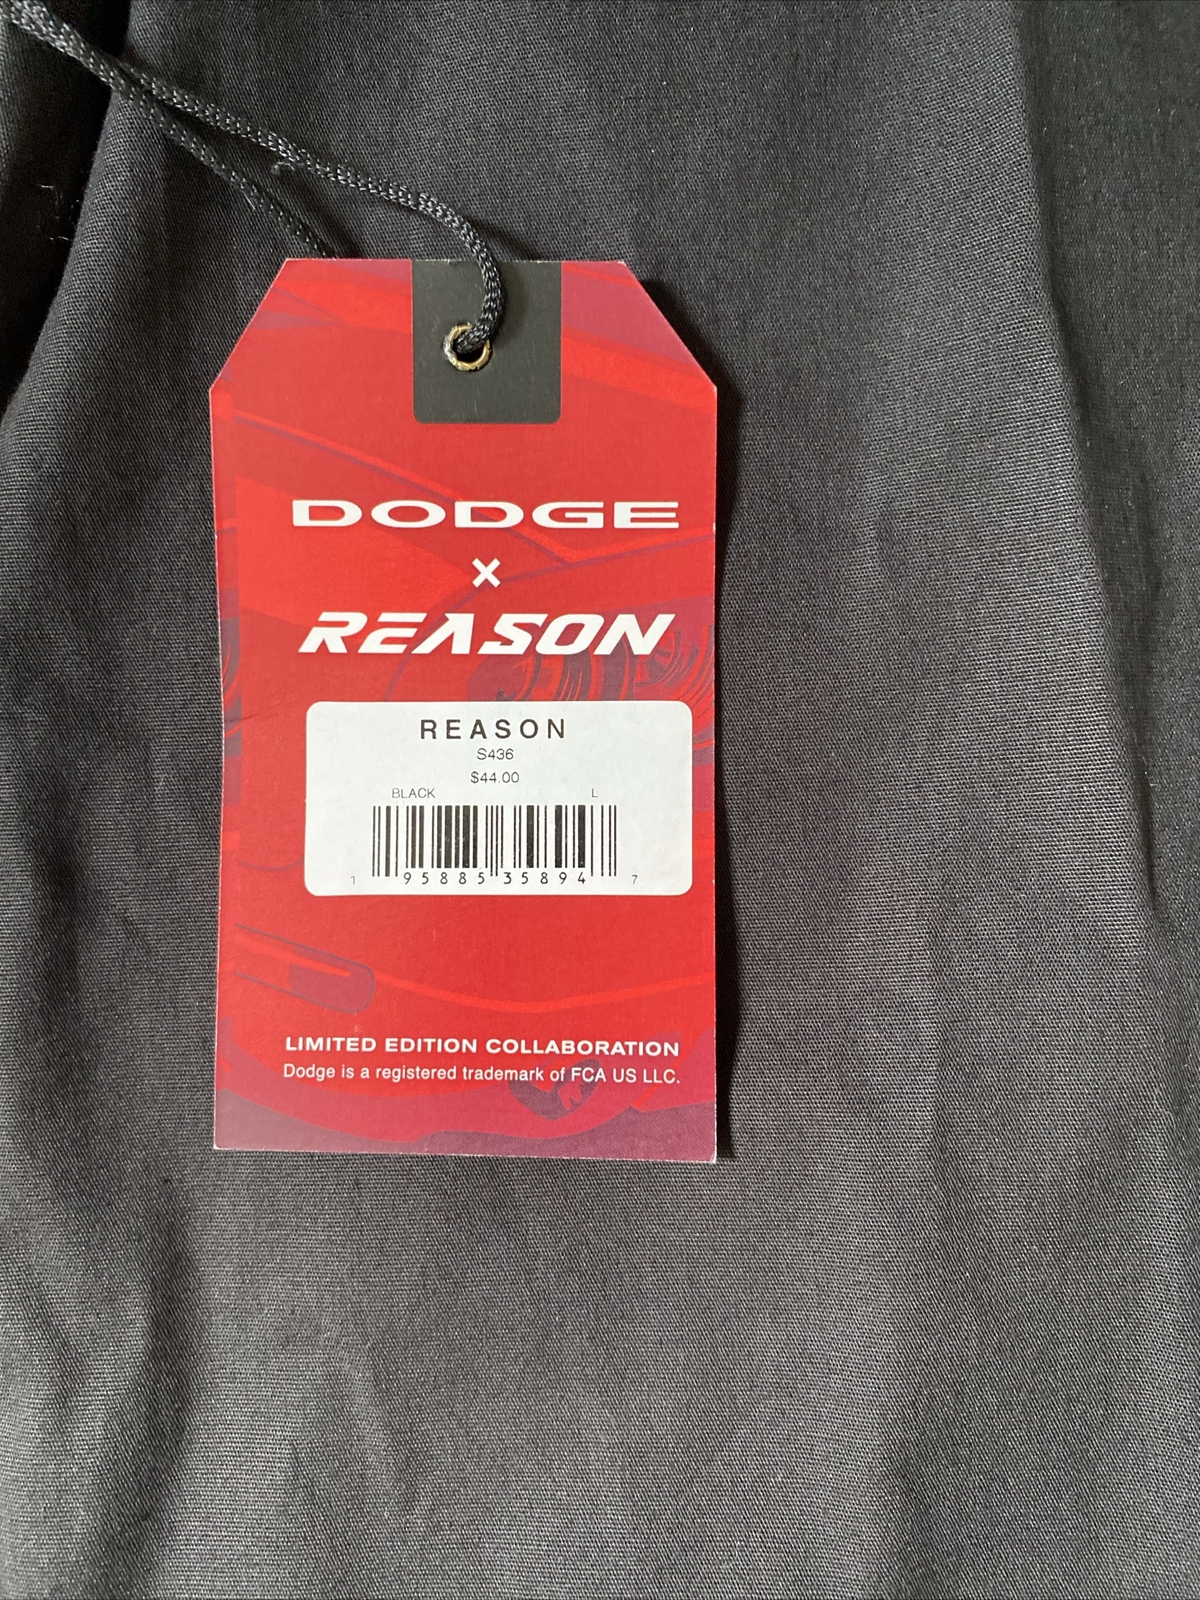 DODGE
×
REASON
REASON
S436
$44.00
BLACK L
1 95885 35894 7
LIMITED EDITION COLLABORATION
Dodge is a registered trademark of FCA US LLC.